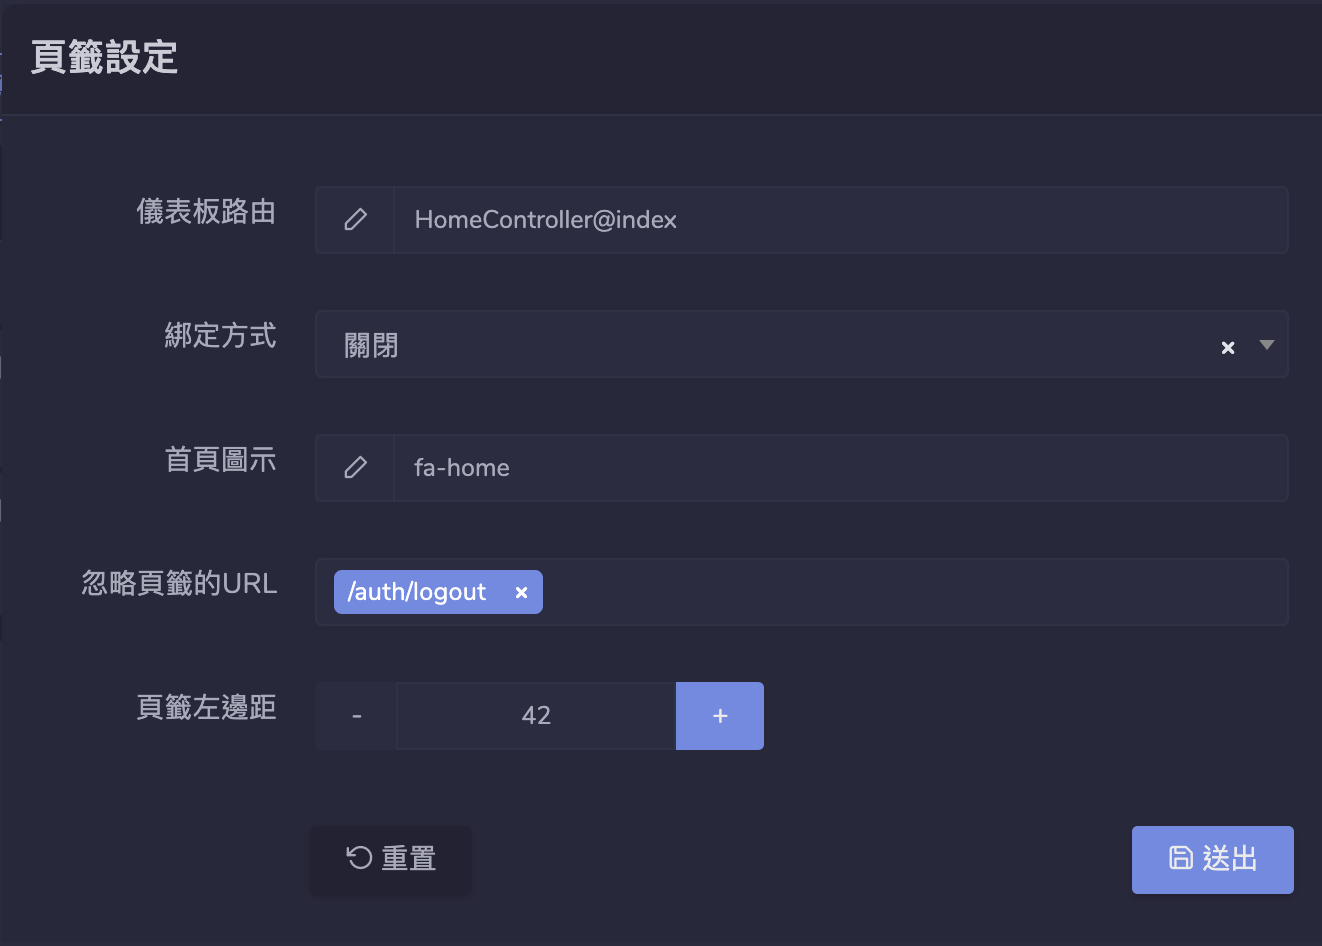 頁籤設定
儀表板路由
HomeController@index
綁定方式
關閉
首頁圖示
fa-home
忽略頁籤的URL
/auth/logout ×
頁籤左邊距
- 42 +
重置
送出